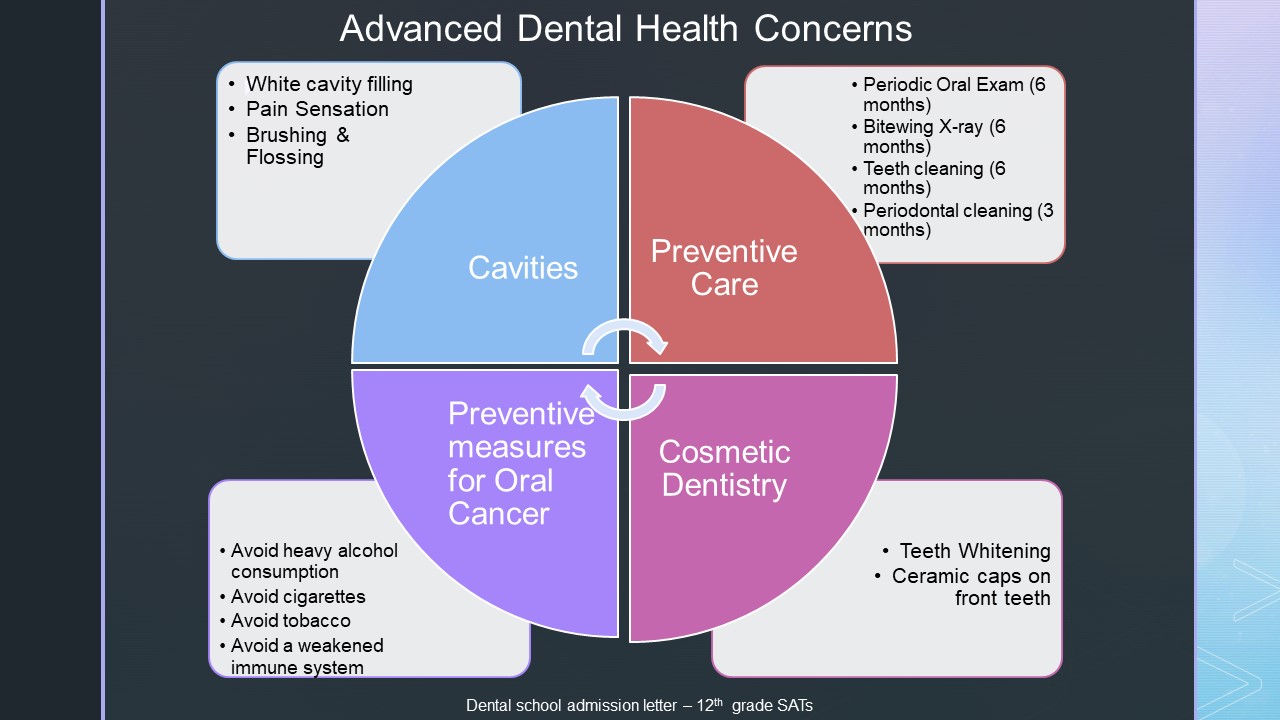 Advanced Dental Health Concerns
• White cavity filling
• Pain Sensation
• Brushing &
Flossing
• Periodic Oral Exam (6
months)
• Bitewing X-ray (6
months)
• Teeth cleaning (6
months)
• Periodontal cleaning (3
months)
Cavities
Preventive
Care
Preventive
measures
for Oral
Cancer
Cosmetic
Dentistry
• Avoid heavy alcohol
consumption
• Avoid cigarettes
• Avoid tobacco
• Avoid a weakened
immune system
• Teeth Whitening
• Ceramic caps on
front teeth
Dental school admission letter – 12th grade SATs